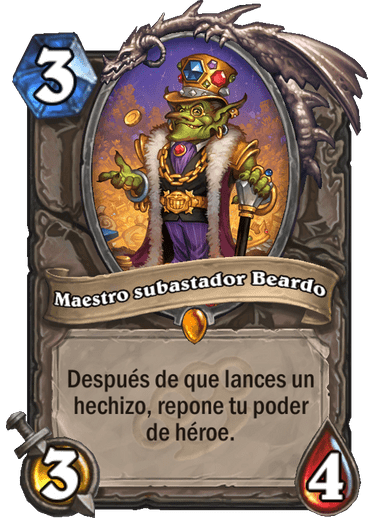 3
Maestro subastador Beardo
Después de que lances un
hechizo, repone tu poder
de héroe.
3
4